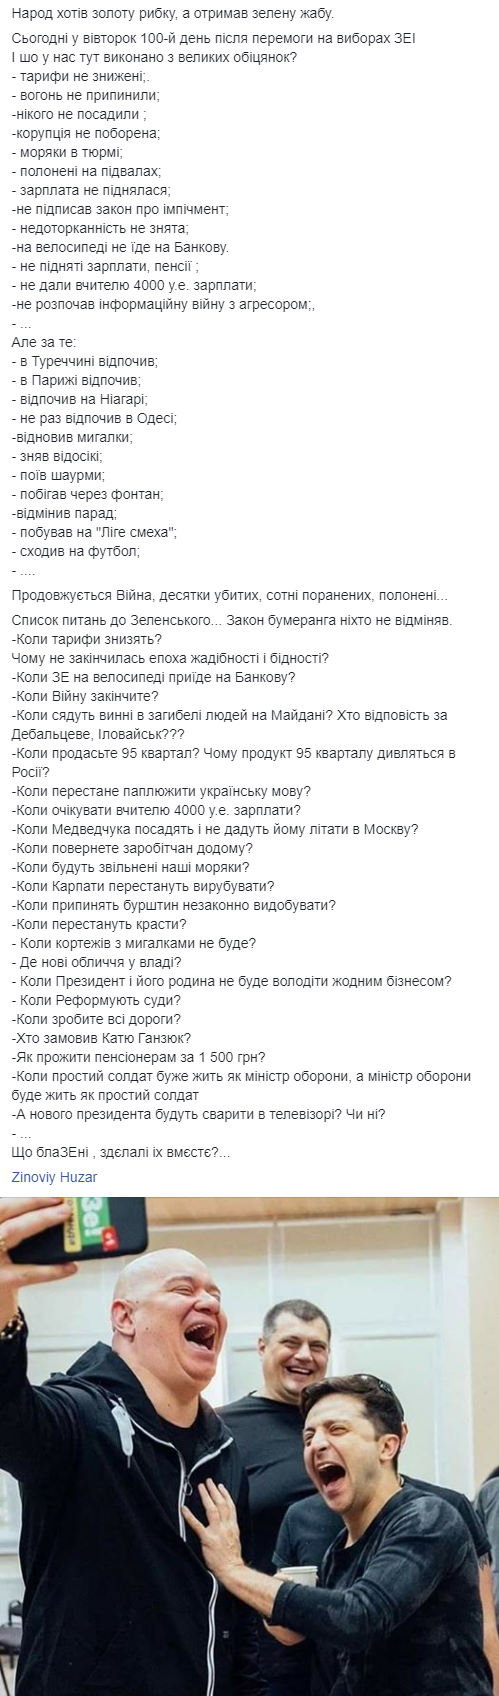 Народ хотів золоту рибку, а отримав зелену жабу.
Сьогодні у вівторок 100-й день після перемоги на виборах ЗЕІ
І шо у нас тут виконано з великих обіцянок?
- тарифи не знижені;.
- вогонь не припинили;
-нікого не посадили ;
-корупція не поборена;
- моряки в тюрмі;
- полонені на підвалах;
- зарплата не піднялася;
-не підписав закон про імпічмент;
- недоторканність не знята;
-на велосипеді не їде на Банкову.
- не підняті зарплати, пенсії ;
- не дали вчителю 4000 у.е. зарплати;
-не розпочав інформаційну війну з агресором;,
- ...
Але за те:
- в Туреччині відпочив;
- в Парижі відпочив;
- відпочив на Ніагарі;
- не раз відпочив в Одесі;
-відновив мигалки;
- зняв відосікі;
- поїв шаурми;
- побігав через фонтан;
-відмінив парад;
- побував на "Ліге смеха";
- сходив на футбол;
- ....
Продовжується Війна, десятки убитих, сотні поранених, полонені...
Список питань до Зеленського... Закон бумеранга ніхто не відміняв.
-Коли тарифи знизять?
Чому не закінчилась епоха жадібності і бідності?
-Коли ЗЕ на велосипеді приїде на Банкову?
-Коли Війну закінчите?
-Коли сядуть винні в загибелі людей на Майдані? Хто відповість за
Дебальцеве, Іловайськ???
-Коли продасьте 95 квартал? Чому продукт 95 кварталу дивляться в
Росії?
-Коли перестане паплюжити українську мову?
-Коли очікувати вчителю 4000 у.е. зарплати?
-Коли Медведчука посадять і не дадуть йому літати в Москву?
-Коли повернете заробітчан додому?
-Коли будуть звільнені наші моряки?
-Коли Карпати перестануть вирубувати?
-Коли припинять бурштин незаконно видобувати?
-Коли перестануть красти?
- Коли кортежів з мигалками не буде?
- Де нові обличчя у владі?
- Коли Президент і його родина не буде володіти жодним бізнесом?
- Коли Реформують суди?
-Коли зробите всі дороги?
-Хто замовив Катю Ганзюк?
-Як прожити пенсіонерам за 1 500 грн?
-Коли простий солдат буже жить як міністр оборони, а міністр оборони
буде жить як простий солдат
-А нового президента будуть сварити в телевізорі? Чи ні?
- ...
Що блаЗЕні , здєлалі іх вмєстє?...
Zinoviy Huzar
Зе!